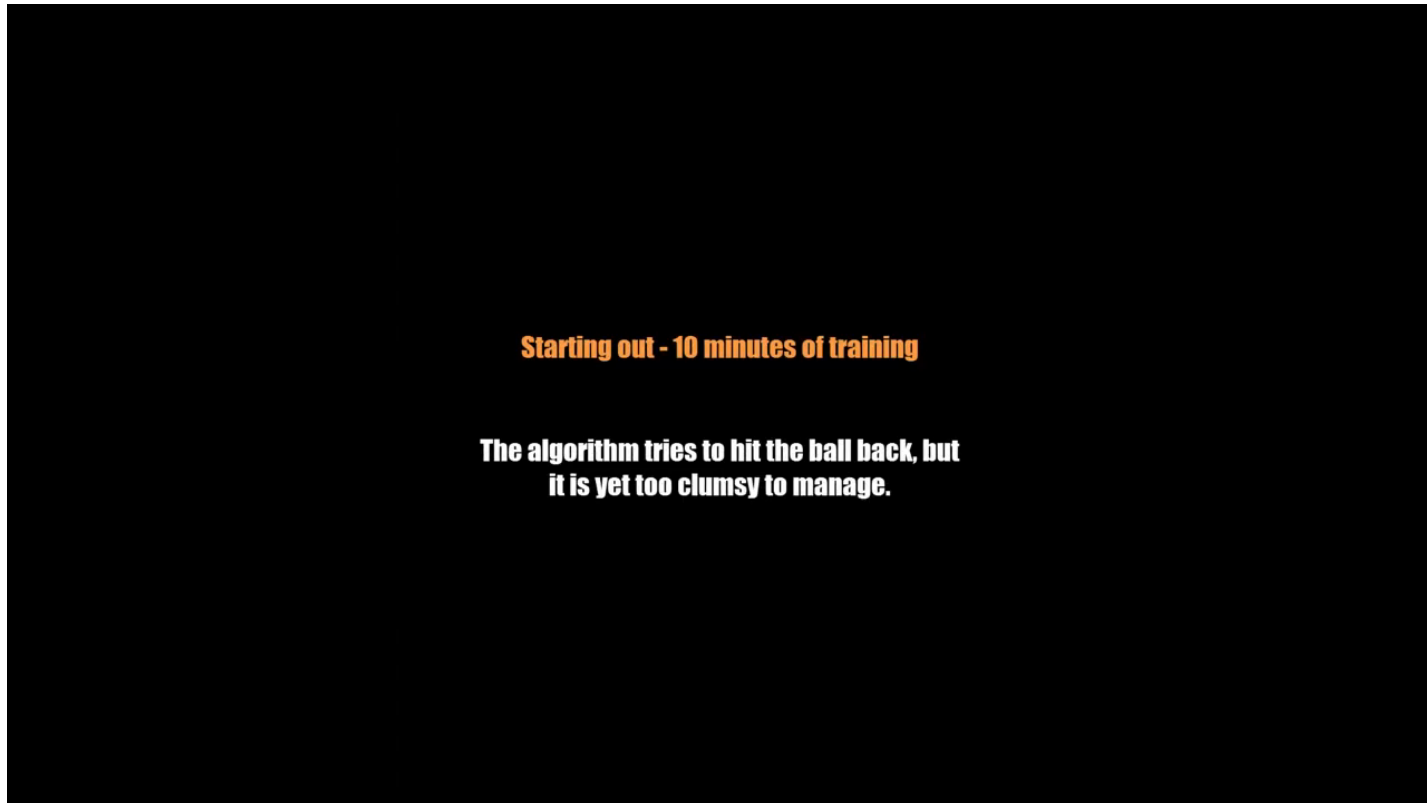 Starting out - 10 minutes of training
The algorithm tries to hit the ball back, but
it is yet too clumsy to manage.